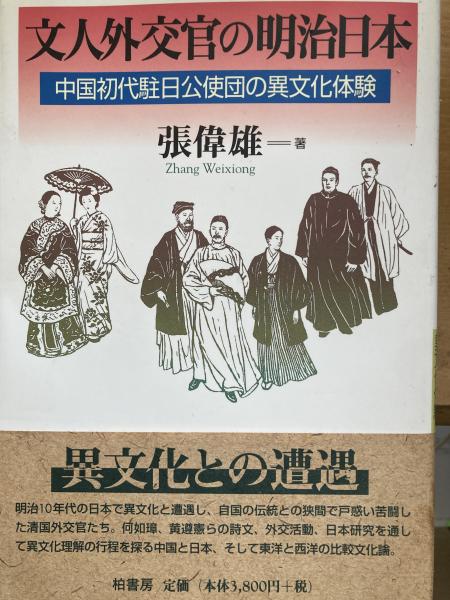 文人外交官の明治日本
中国初代駐日公使団の異文化体験
張偉雄=著
Zhang Weixiong
異文化との遭遇
明治10年代の日本で異文化と遭遇し、自国の伝統との狭間で戸惑い苦闘し
た清国外交官たち。何如璋、黄遵憲らの詩文、外交活動、日本研究を通し
て異文化理解の行程を探る中国と日本、そして東洋と西洋の比較文化論。
柏書房 定価(本体3,800円+税)